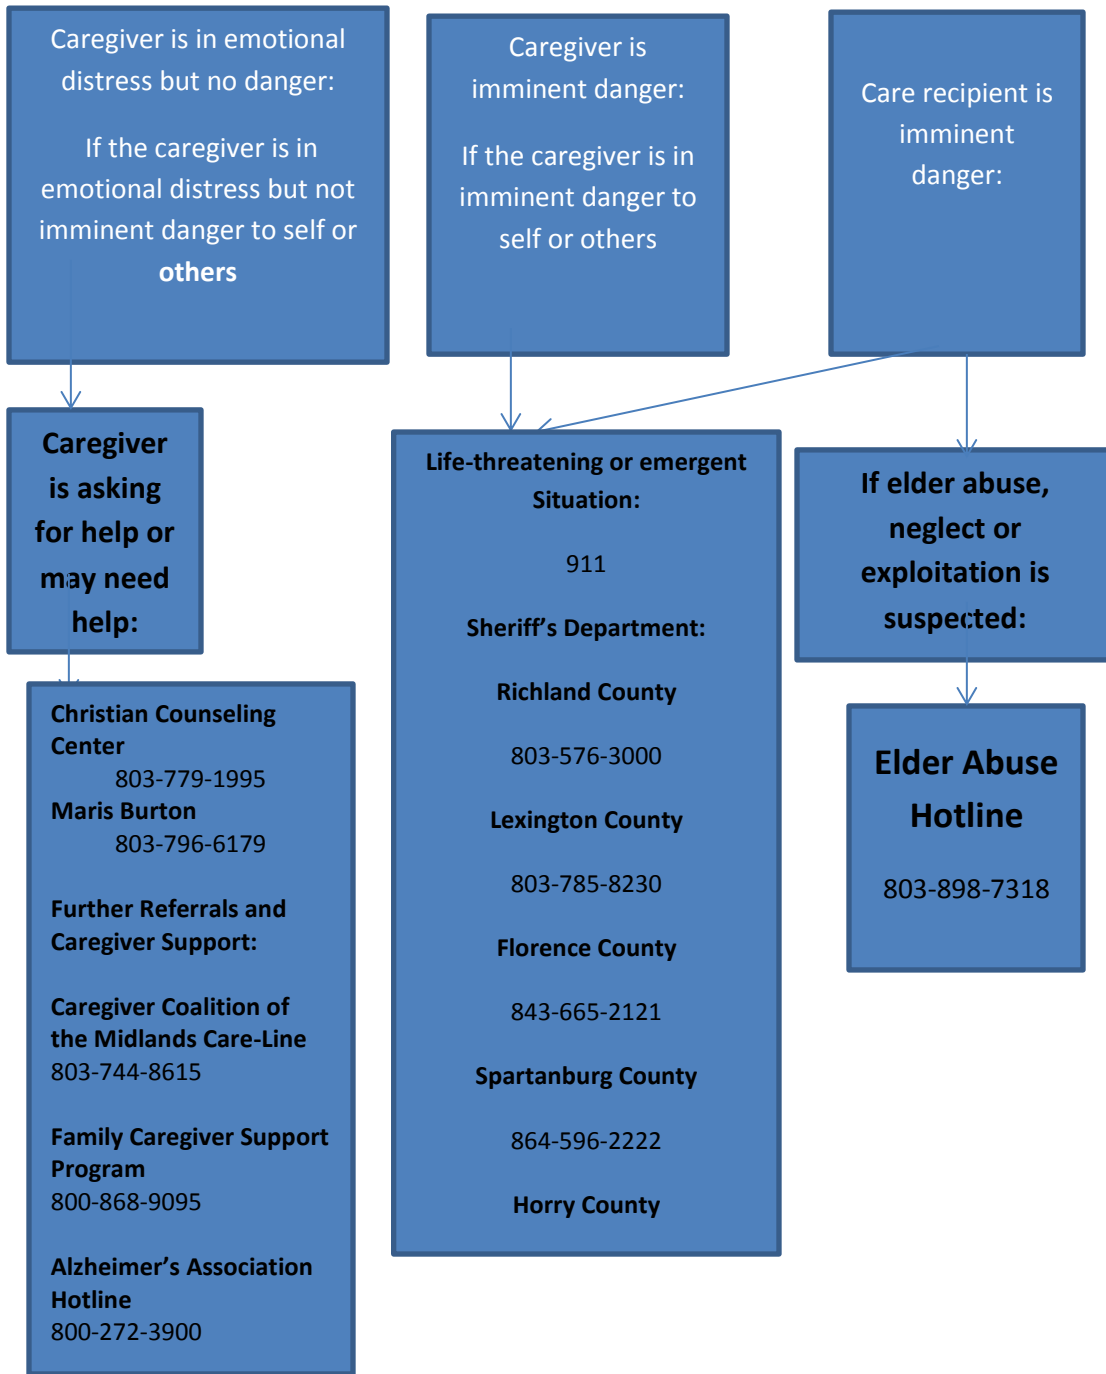 Caregiver is in emotional
distress but no danger:
If the caregiver is in
emotional distress but not
imminent danger to self or
others
Caregiver is
imminent danger:
If the caregiver is in
imminent danger to
self or others
Care recipient is
imminent
danger:
Caregiver
is asking
for help or
may need
help:
Christian Counseling
Center
803-779-1995
Maris Burton
803-796-6179
Further Referrals and
Caregiver Support:
Caregiver Coalition of
the Midlands Care-Line
803-744-8615
Family Caregiver Support
Program
800-868-9095
Alzheimer’s Association
Hotline
800-272-3900
Life-threatening or emergent
Situation:
911
Sheriff’s Department:
Richland County
803-576-3000
Lexington County
803-785-8230
Florence County
843-665-2121
Spartanburg County
864-596-2222
Horry County
If elder abuse,
neglect or
exploitation is
suspected:
Elder Abuse
Hotline
803-898-7318